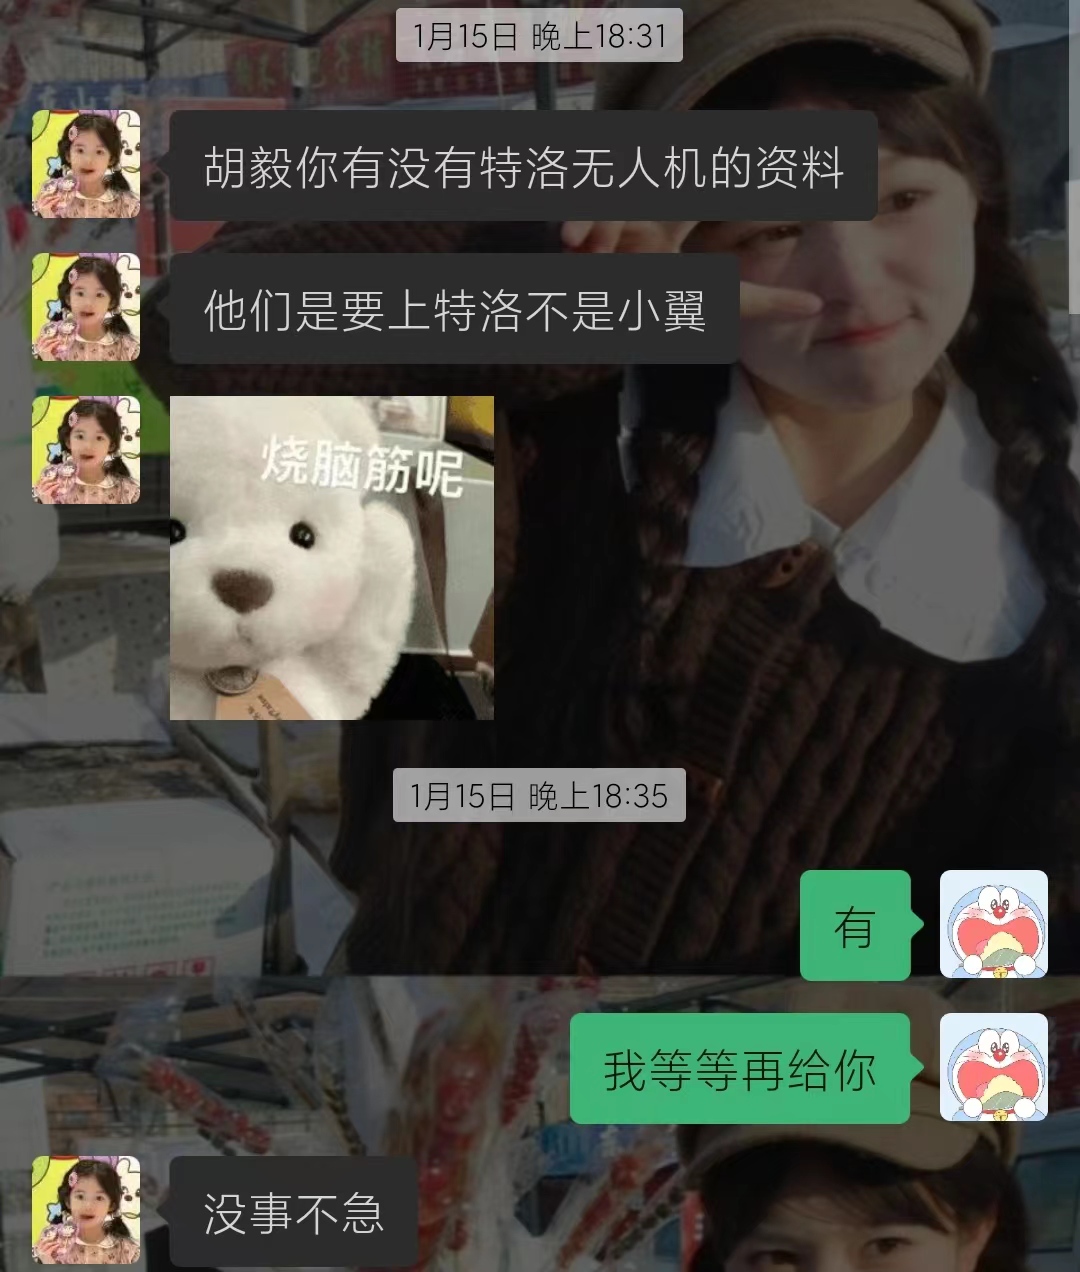 1月15日 晚上18:31
胡毅你有没有特洛无人机的资料
他们是要上特洛不是小翼
烧脑筋呢
1月15日 晚上18:35
有
我等等再给你
没事不急